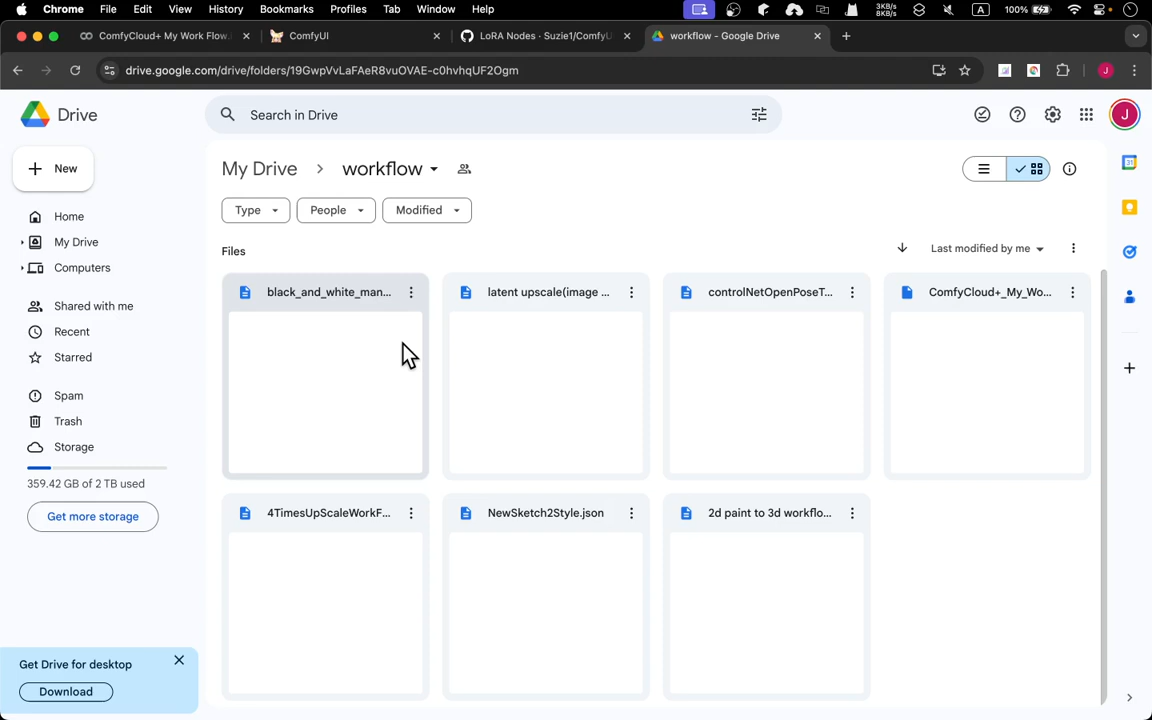 Chrome File Edit View History Bookmarks Profiles Tab Window Help 3KB/s 8KB/s A 100%
ComfyCloud+ My Work Flow. ComfyUI LoRA Nodes · Suzie1/ComfyU workflow - Google Drive
drive.google.com/drive/folders/19GwpVvLaFAeR8vuOVAE-c0hvhqUF2Ogm J
Drive Search in Drive J
New
My Drive workflow
Type People Modified
Home
My Drive
Computers
Shared with me
Recent
Starred
Spam
Trash
Storage
359.42 GB of 2 TB used
Get more storage
Files Last modified by me
black_and_white_man... latent upscale(image ... controlNetOpenPoseT... ComfyCloud+_My_Wo...
4TimesUpScaleWorkF... NewSketch2Style.json 2d paint to 3d workflo...
Get Drive for desktop
Download
31